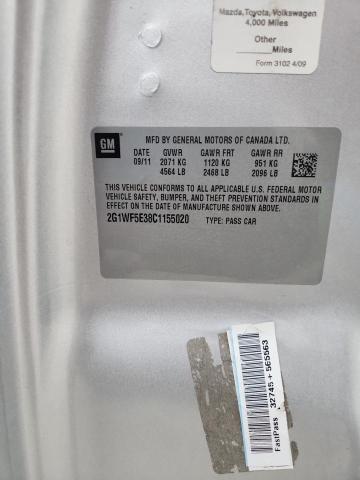 Mazda,Toyota,Volkswagen
4,000 Miles
Other
Miles
Form 3102 4/09
GM
MFD BY GENERAL MOTORS OF CANADA LTD.
DATE GVWR GAWR FRT GAWR RR
09/11 2071 KG 1120 KG 951 KG
4564 LB 2468 LB 2096 LB
THIS VEHICLE CONFORMS TO ALL APPLICABLE U.S. FEDERAL MOTOR
VEHICLE SAFETY, BUMPER, AND THEFT PREVENTION STANDARDS IN
EFFECT ON THE DATE OF MANUFACTURE SHOWN ABOVE.
2G1WF5E38C1155020 TYPE: PASS CAR
FastPass 32745 + 565563